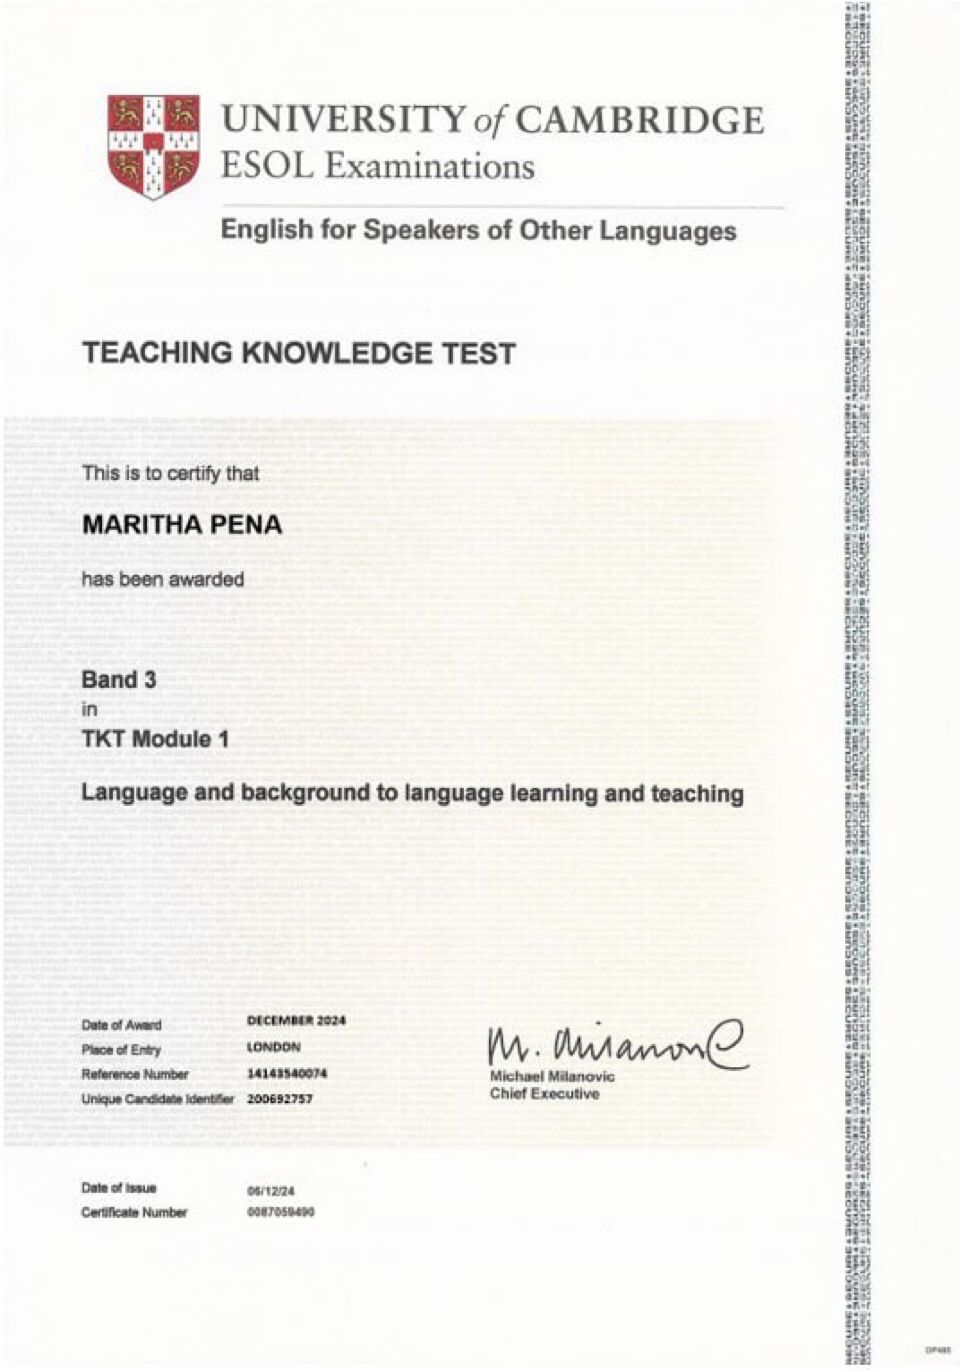 UNIVERSITY of CAMBRIDGE
ESOL Examinations
English for Speakers of Other Languages
TEACHING KNOWLEDGE TEST
This is to certify that
MARITHA PENA
has been awarded
Band 3
in
TKT Module 1
Language and background to language learning and teaching
Date of Award DECEMBER 2024
Place of Entry LONDON
Reference Number 14143540074
Unique Candidate Identifier 200692757
M. Milanovic
Michael Milanovic
Chief Executive
Date of Issue 06/12/24
Certificate Number 0087059490
DP485